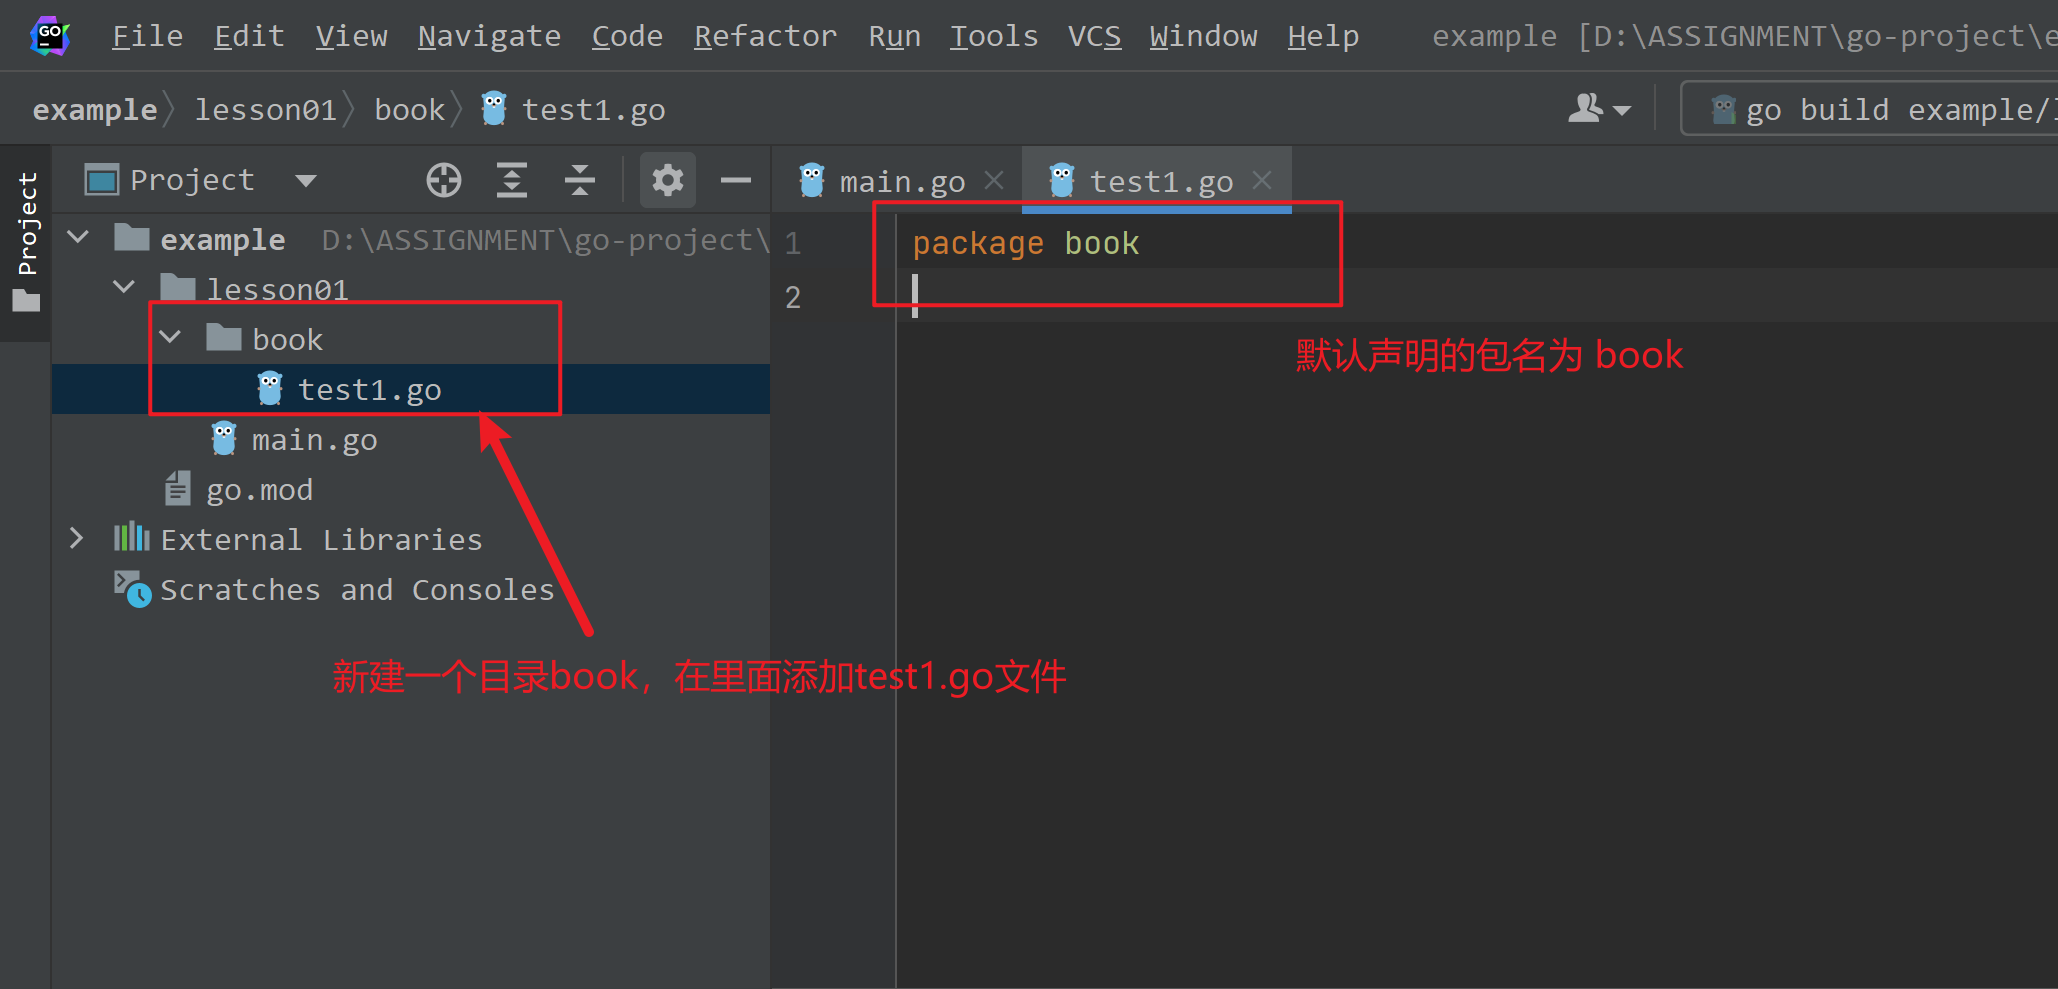 GO
File Edit View Navigate Code Refactor Run Tools VCS Window Help example [D:\ASSIGNMENT\go-project\e
example lesson01 book test1.go
go build example/l
Project
Project
main.go
test1.go
example D:\ASSIGNMENT\go-project\
lesson01
book
test1.go
main.go
go.mod
External Libraries
Scratches and Consoles
1 package book
2
默认声明的包名为 book
新建一个目录book，在里面添加test1.go文件